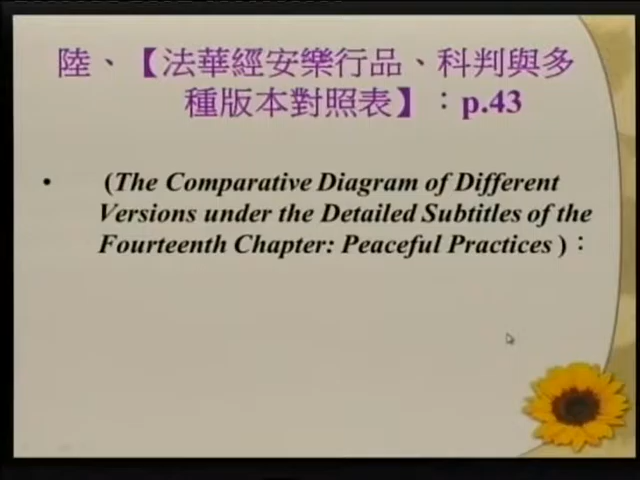 陸、【法華經安樂行品、科判與多
種版本對照表】：p.43
• (The Comparative Diagram of Different
Versions under the Detailed Subtitles of the
Fourteenth Chapter: Peaceful Practices )：